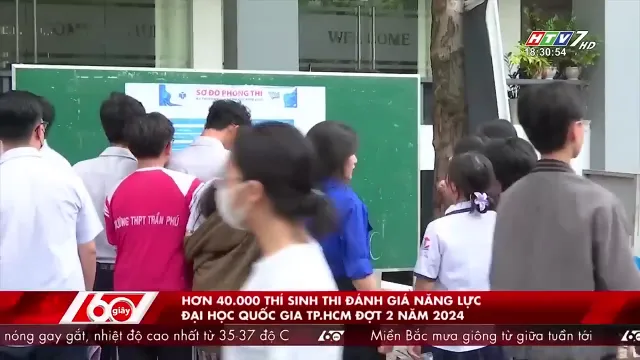 WELCOME
HTV7 HD
18:30:54
SƠ ĐỒ PHÒNG THI
TRƯỜNG THPT TRẦN PHÚ
60 giây
HƠN 40.000 THÍ SINH THI ĐÁNH GIÁ NĂNG LỰC
ĐẠI HỌC QUỐC GIA TP.HCM ĐỢT 2 NĂM 2024
nóng gay gắt, nhiệt độ cao nhất từ 35-37 độ C
Miền Bắc mưa giông từ giữa tuần tới